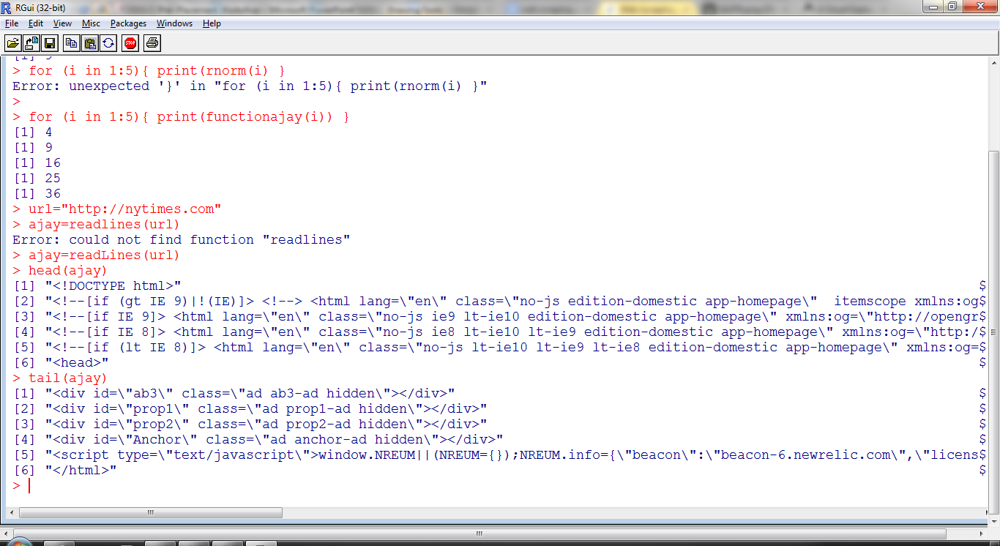 RGui (32-bit)
File Edit View Misc Packages Windows Help
STOP
> for (i in 1:5){ print(rnorm(i) }
Error: unexpected '}' in "for (i in 1:5){ print(rnorm(i) }"
>
> for (i in 1:5){ print(functionajay(i)) }
[1] 4
[1] 9
[1] 16
[1] 25
[1] 36
> url="http://nytimes.com"
> ajay=readlines(url)
Error: could not find function "readlines"
> ajay=readLines(url)
> head(ajay)
[1] "<!DOCTYPE html>" $
[2] "<!--[if (gt IE 9)|!(IE)]> <!--> <html lang=\"en\" class=\"no-js edition-domestic app-homepage\"  itemscope xmlns:og$
[3] "<!--[if IE 9]> <html lang=\"en\" class=\"no-js ie9 lt-ie10 edition-domestic app-homepage\" xmlns:og=\"http://opengr$
[4] "<!--[if IE 8]> <html lang=\"en\" class=\"no-js ie8 lt-ie10 lt-ie9 edition-domestic app-homepage\" xmlns:og=\"http:/$
[5] "<!--[if (lt IE 8)]> <html lang=\"en\" class=\"no-js lt-ie10 lt-ie9 lt-ie8 edition-domestic app-homepage\" xmlns:og=$
[6] "<head>" $
> tail(ajay)
[1] "<div id=\"ab3\" class=\"ad ab3-ad hidden\"></div>" $
[2] "<div id=\"prop1\" class=\"ad prop1-ad hidden\"></div>" $
[3] "<div id=\"prop2\" class=\"ad prop2-ad hidden\"></div>" $
[4] "<div id=\"Anchor\" class=\"ad anchor-ad hidden\"></div>" $
[5] "<script type=\"text/javascript\">window.NREUM||(NREUM={});NREUM.info={\"beacon\":\"beacon-6.newrelic.com\",\"licens$
[6] "</html>" $
>